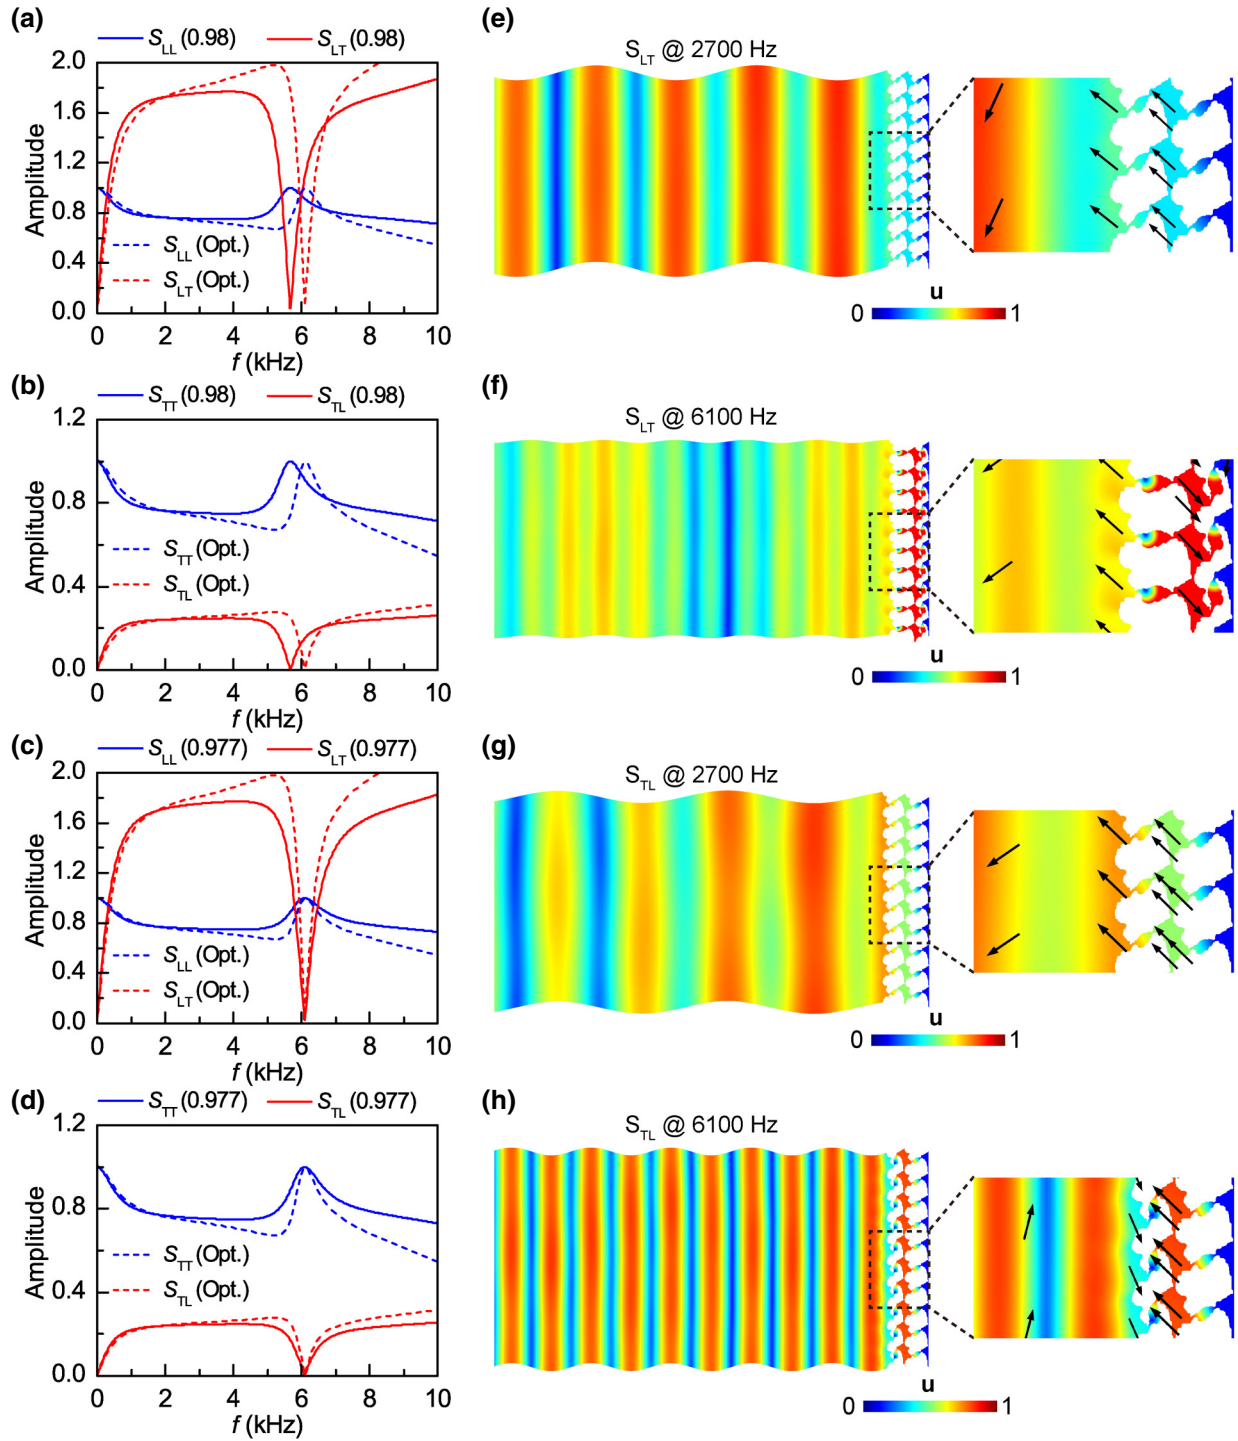 (a)
S_LL (0.98) S_LT (0.98)
2.0
1.6
1.2
0.8
0.4
0.0
Amplitude
S_LL (Opt.)
S_LT (Opt.)
0 2 4 6 8 10
f (kHz)
(b)
S_TT (0.98) S_TL (0.98)
1.2
0.8
0.4
0.0
Amplitude
S_TT (Opt.)
S_TL (Opt.)
0 2 4 6 8 10
f (kHz)
(c)
S_LL (0.977) S_LT (0.977)
2.0
1.6
1.2
0.8
0.4
0.0
Amplitude
S_LL (Opt.)
S_LT (Opt.)
0 2 4 6 8 10
f (kHz)
(d)
S_TT (0.977) S_TL (0.977)
1.2
0.8
0.4
0.0
Amplitude
S_TT (Opt.)
S_TL (Opt.)
0 2 4 6 8 10
f (kHz)
(e)
S_LT @ 2700 Hz
u
0 1
(f)
S_LT @ 6100 Hz
u
0 1
(g)
S_TL @ 2700 Hz
u
0 1
(h)
S_TL @ 6100 Hz
u
0 1